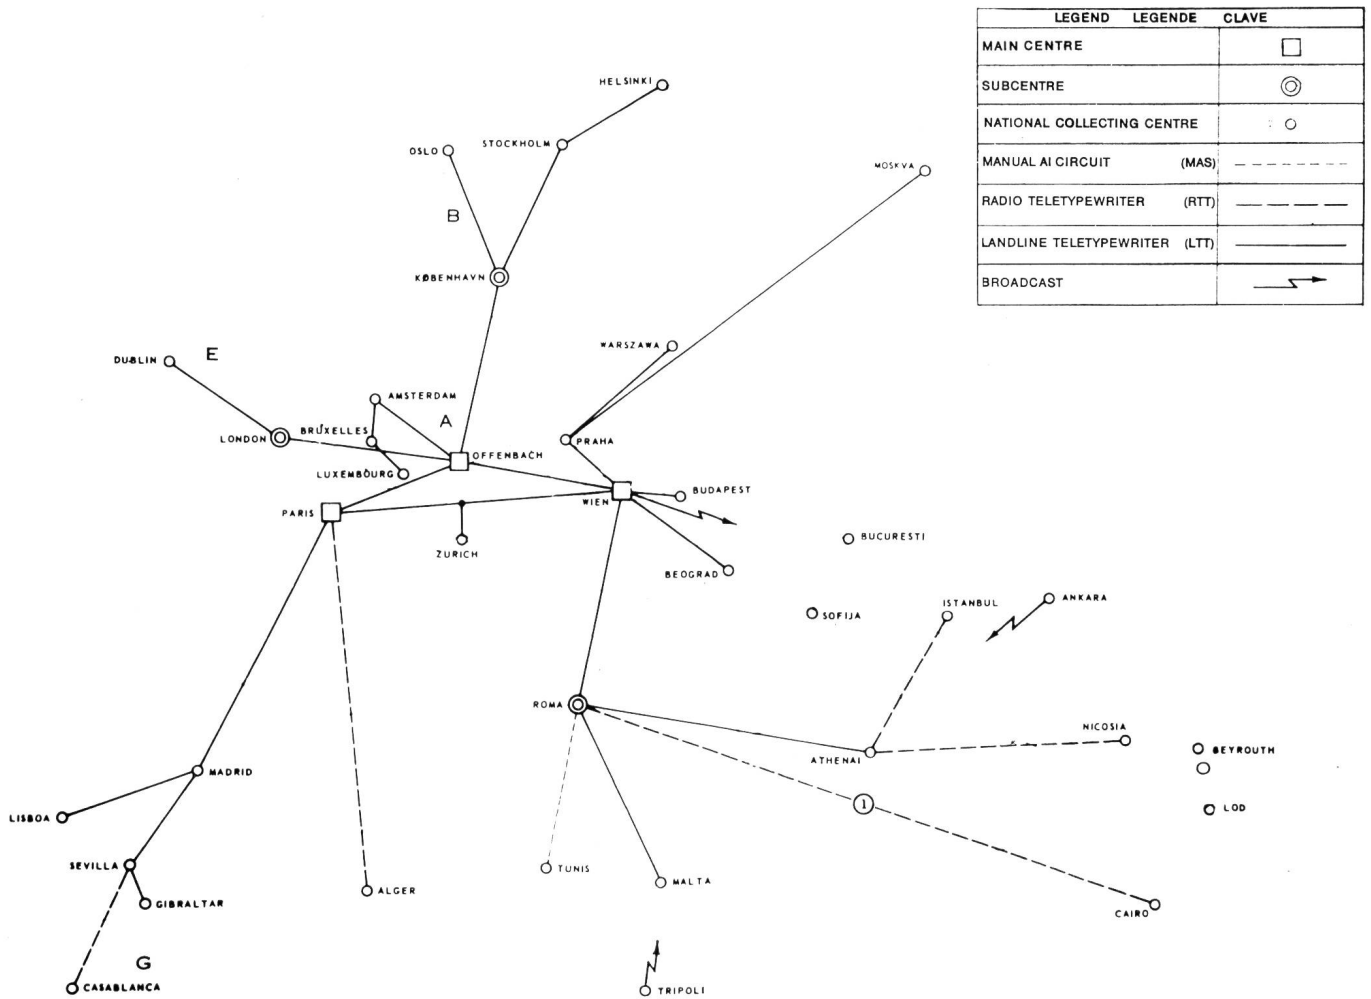 LEGEND LEGENDE CLAVE
MAIN CENTRE
SUBCENTRE
NATIONAL COLLECTING CENTRE
MANUAL AI CIRCUIT (MAS)
RADIO TELETYPEWRITER (RTT)
LANDLINE TELETYPEWRITER (LTT)
BROADCAST
HELSINKI
STOCKHOLM
OSLO
MOSKVA
B
KØBENHAVN
WARSZAWA
E
DUBLIN
AMSTERDAM
A
BRUXELLES
LONDON
PRAHA
OFFENBACH
LUXEMBOURG
BUDAPEST
WIEN
PARIS
BUCURESTI
ZURICH
BEOGRAD
ANKARA
ISTANBUL
SOFIJA
ROMA
NICOSIA
BEYROUTH
ATHENAI
MADRID
1
LOD
LISBOA
SEVILLA
TUNIS
MALTA
ALGER
GIBRALTAR
CAIRO
G
CASABLANCA
TRIPOLI